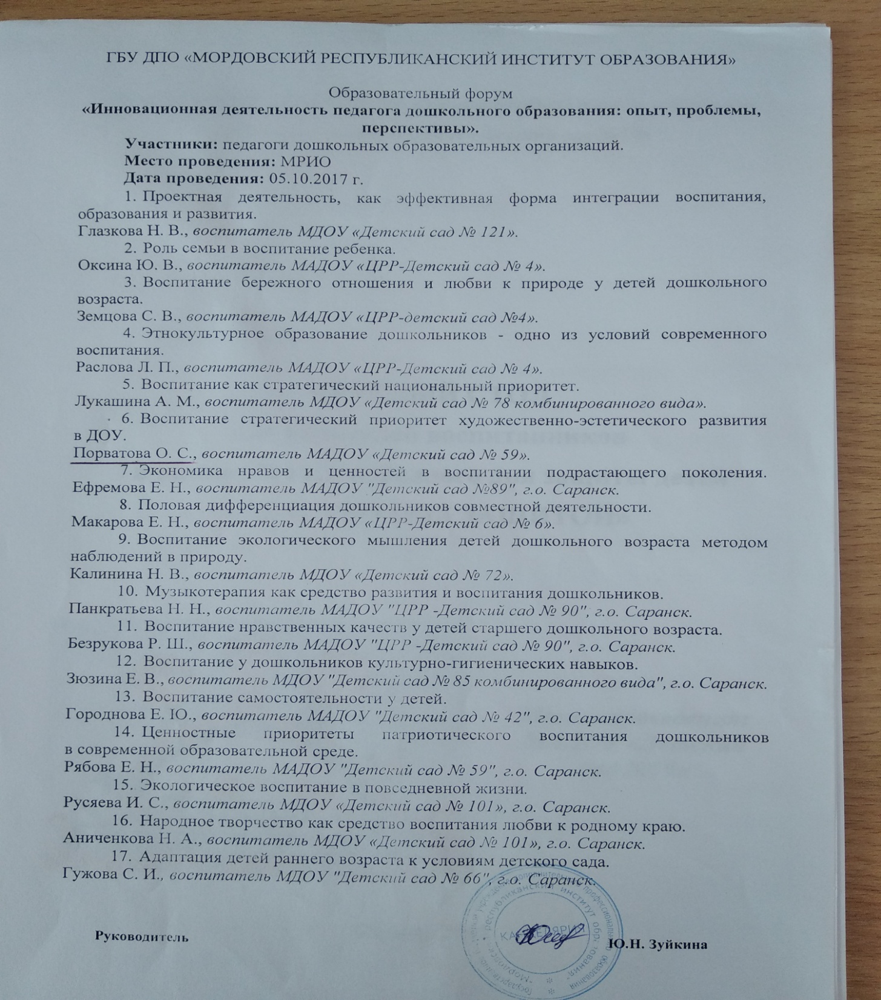 ГБУ ДПО «МОРДОВСКИЙ РЕСПУБЛИКАНСКИЙ ИНСТИТУТ ОБРАЗОВАНИЯ»
Образовательный форум
«Инновационная деятельность педагога дошкольного образования: опыт, проблемы,
перспективы».
Участники: педагоги дошкольных образовательных организаций.
Место проведения: МРИО
Дата проведения: 05.10.2017 г.
1. Проектная деятельность, как эффективная форма интеграции воспитания,
образования и развития.
Глазкова Н. В., воспитатель МДОУ «Детский сад № 121».
2. Роль семьи в воспитание ребенка.
Оксина Ю. В., воспитатель МАДОУ «ЦРР-Детский сад № 4».
3. Воспитание бережного отношения и любви к природе у детей дошкольного
возраста.
Земцова С. В., воспитатель МАДОУ «ЦРР-детский сад №4».
4. Этнокультурное образование дошкольников - одно из условий современного
воспитания.
Раслова Л. П., воспитатель МАДОУ «ЦРР-Детский сад № 4».
5. Воспитание как стратегический национальный приоритет.
Лукашина А. М., воспитатель МДОУ «Детский сад № 78 комбинированного вида».
6. Воспитание стратегический приоритет художественно-эстетического развития
в ДОУ.
Порватова О. С., воспитатель МАДОУ «Детский сад № 59».
7. Экономика нравов и ценностей в воспитании подрастающего поколения.
Ефремова Е. Н., воспитатель МАДОУ "Детский сад №89", г.о. Саранск.
8. Половая дифференциация дошкольников совместной деятельности.
Макарова Е. Н., воспитатель МАДОУ «ЦРР-Детский сад № 6».
9. Воспитание экологического мышления детей дошкольного возраста методом
наблюдений в природу.
Калинина Н. В., воспитатель МДОУ «Детский сад № 72».
10. Музыкотерапия как средство развития и воспитания дошкольников.
Панкратьева Н. Н., воспитатель МАДОУ "ЦРР -Детский сад № 90", г.о. Саранск.
11. Воспитание нравственных качеств у детей старшего дошкольного возраста.
Безрукова Р. Ш., воспитатель МАДОУ "ЦРР -Детский сад № 90", г.о. Саранск.
12. Воспитание у дошкольников культурно-гигиенических навыков.
Зюзина Е. В., воспитатель МДОУ "Детский сад № 85 комбинированного вида", г.о. Саранск.
13. Воспитание самостоятельности у детей.
Городнова Е. Ю., воспитатель МАДОУ "Детский сад № 42", г.о. Саранск.
14. Ценностные приоритеты патриотического воспитания дошкольников
в современной образовательной среде.
Рябова Е. Н., воспитатель МАДОУ "Детский сад № 59", г.о. Саранск.
15. Экологическое воспитание в повседневной жизни.
Русяева И. С., воспитатель МДОУ «Детский сад № 101», г.о. Саранск.
16. Народное творчество как средство воспитания любви к родному краю.
Аниченкова Н. А., воспитатель МДОУ «Детский сад № 101», г.о. Саранск.
17. Адаптация детей раннего возраста к условиям детского сада.
Гужова С. И., воспитатель МДОУ "Детский сад № 66", г.о. Саранск.
Руководитель
Ю.Н. Зуйкина
республиканский институт образования"
КАНЦЕЛЯРИЯ